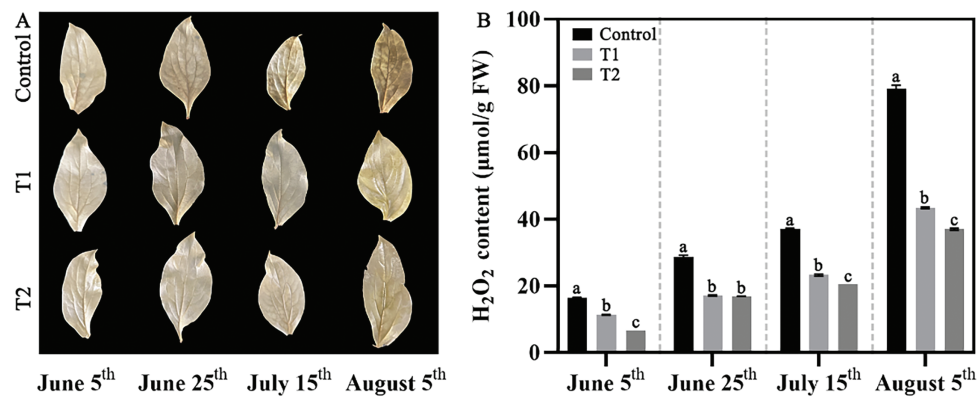 A
Control
T1
T2
June 5th
June 25th
July 15th
August 5th
B
H₂O₂ content (μmol/g FW)
100
80
60
40
20
0
Control
T1
T2
a
b
c
a
b
b
a
b
c
a
b
c
June 5th
June 25th
July 15th
August 5th